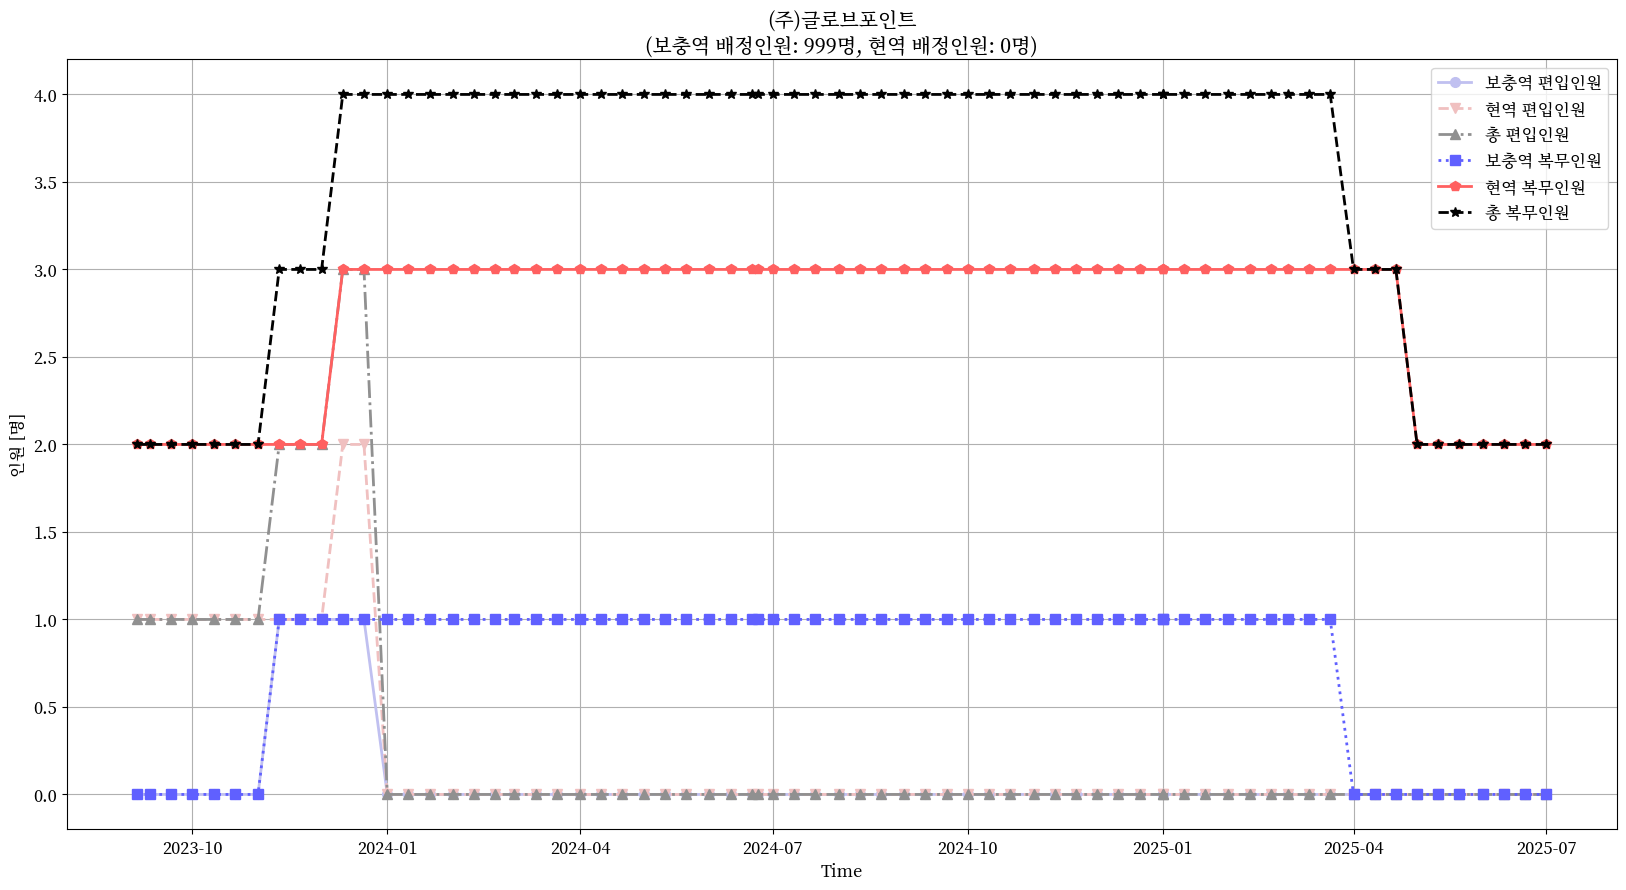 (주)글로브포인트
(보충역 배정인원: 999명, 현역 배정인원: 0명)
보충역 편입인원
현역 편입인원
총 편입인원
보충역 복무인원
현역 복무인원
총 복무인원
인원 [명]
4.0
3.5
3.0
2.5
2.0
1.5
1.0
0.5
0.0
2023-10
2024-01
2024-04
2024-07
2024-10
2025-01
2025-04
2025-07
Time